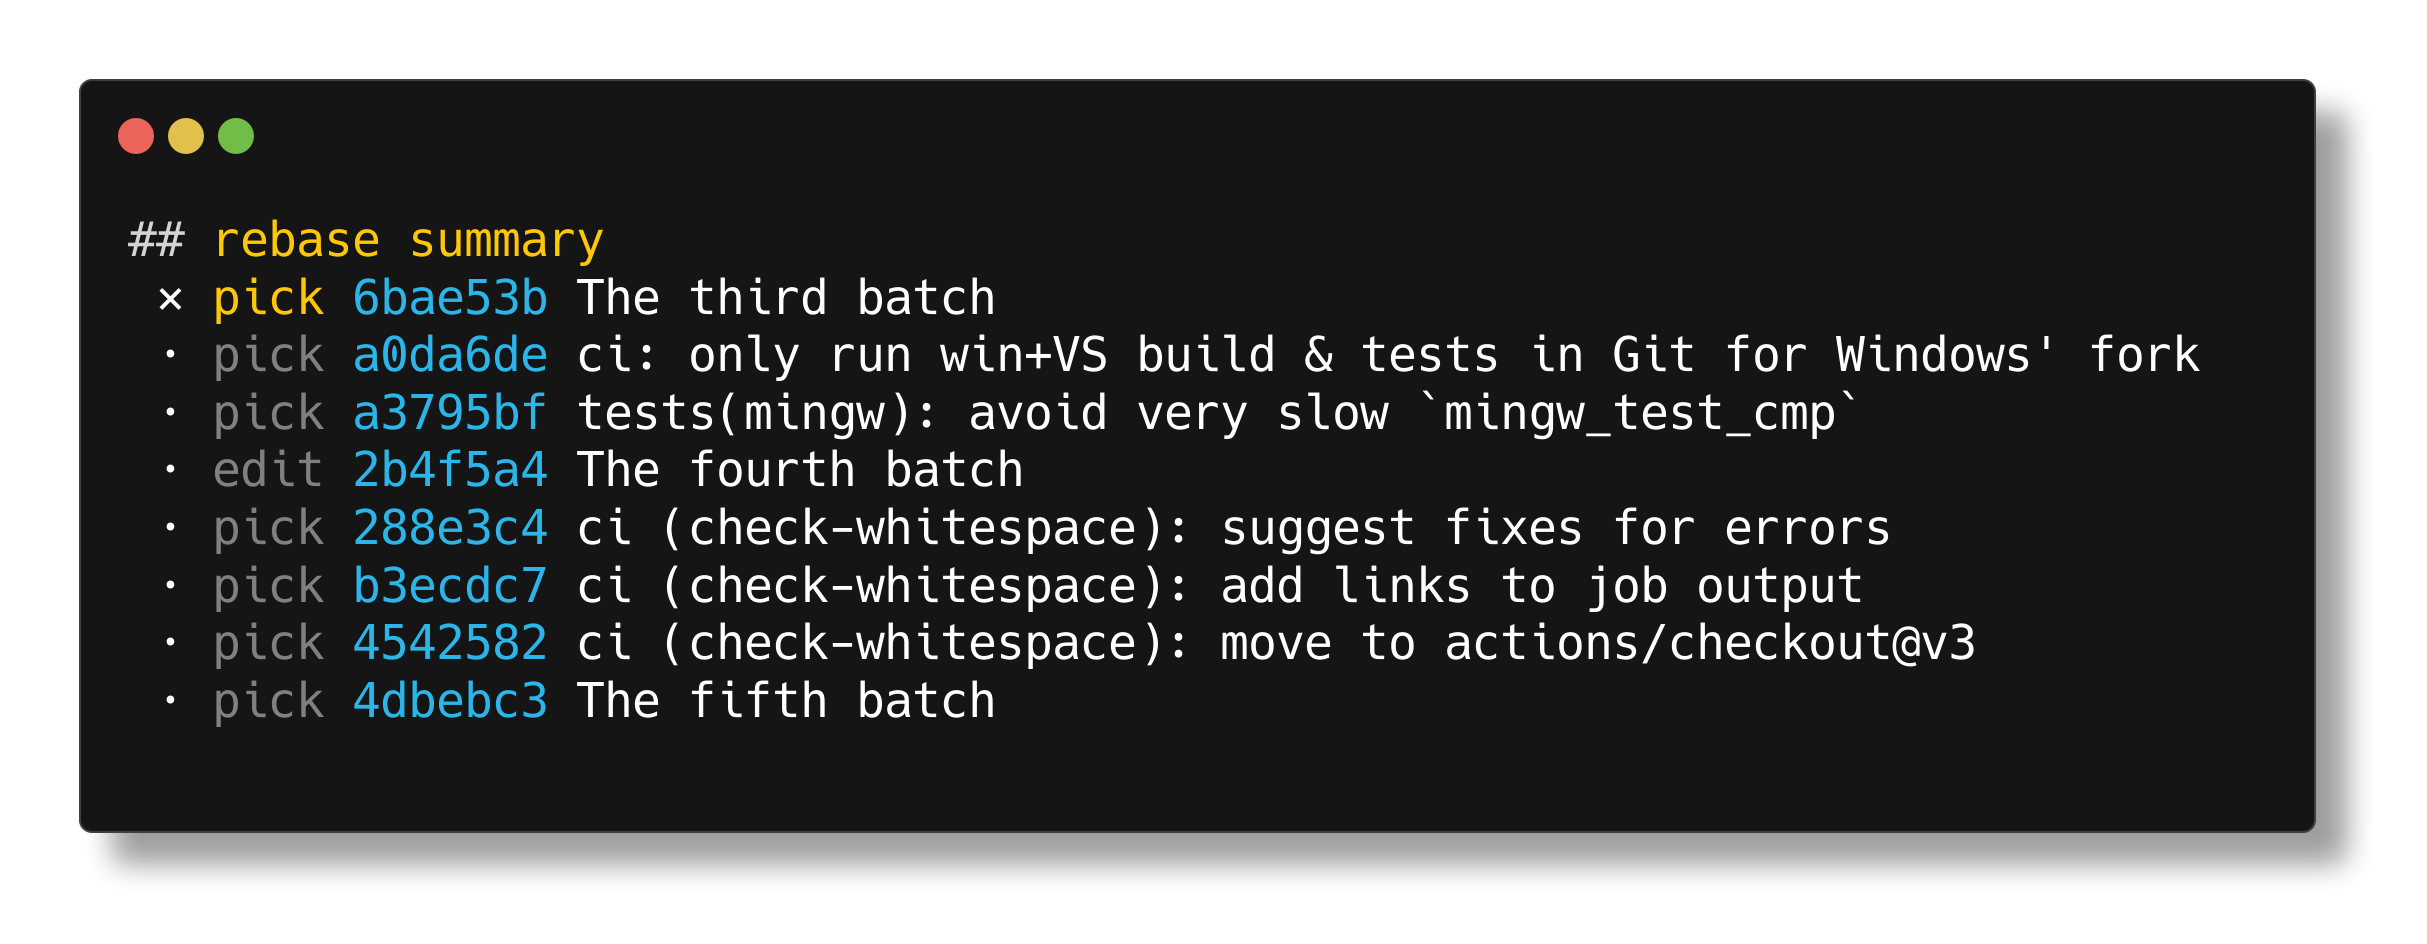 ## rebase summary
× pick 6bae53b The third batch
· pick a0da6de ci: only run win+VS build & tests in Git for Windows' fork
· pick a3795bf tests(mingw): avoid very slow `mingw_test_cmp`
· edit 2b4f5a4 The fourth batch
· pick 288e3c4 ci (check-whitespace): suggest fixes for errors
· pick b3ecdc7 ci (check-whitespace): add links to job output
· pick 4542582 ci (check-whitespace): move to actions/checkout@v3
· pick 4dbebc3 The fifth batch